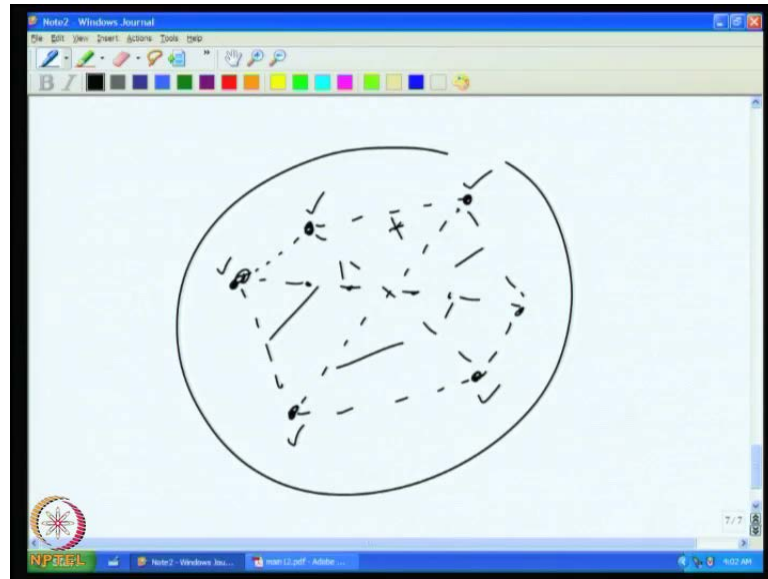 Note2 - Windows Journal
File Edit View Insert Actions Tools Help
B I
7/7
NPTEL
Note2 - Windows Jou...
main (2.pdf - Adobe ...
4:02 AM